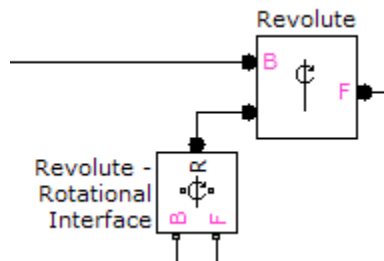 Revolute
B
F
Revolute -
Rotational
Interface
R
B F